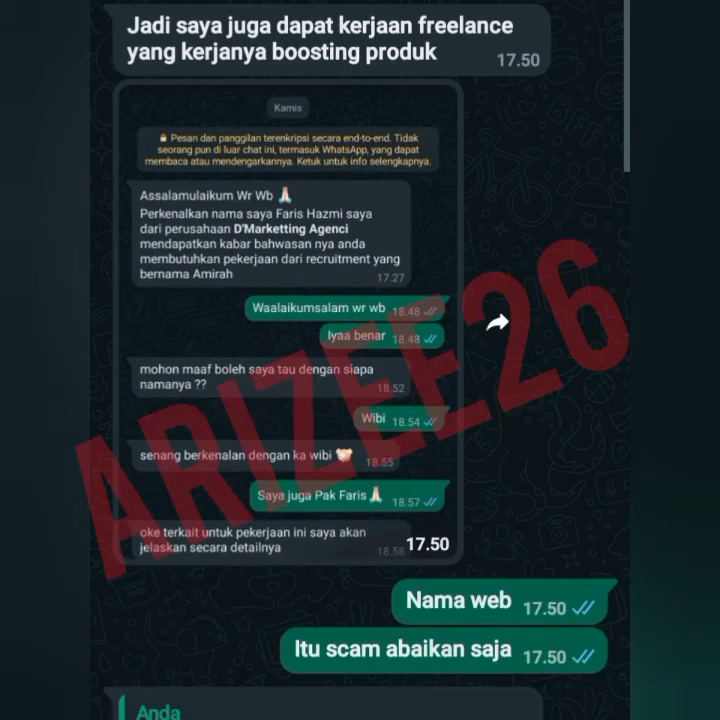 Jadi saya juga dapat kerjaan freelance
yang kerjanya boosting produk
17.50
Kamis
Pesan dan panggilan terenkripsi secara end-to-end. Tidak
seorang pun di luar chat ini, termasuk WhatsApp, yang dapat
membaca atau mendengarkannya. Ketuk untuk info selengkapnya.
Assalamulaikum Wr Wb
Perkenalkan nama saya Faris Hazmi saya
dari perusahaan D'Marketting Agenci
mendapatkan kabar bahwasan nya anda
membutuhkan pekerjaan dari recruitment yang
bernama Amirah
17.27
Waalaikumsalam wr wb 18.48
Iyaa benar 18.48
mohon maaf boleh saya tau dengan siapa
namanya ??
18.52
Wibi 18.54
senang berkenalan dengan ka wibi 18.55
Saya juga Pak Faris 18.57
oke terkait untuk pekerjaan ini saya akan
jelaskan secara detailnya
18.58
17.50
ARIZEE26
Nama web 17.50
Itu scam abaikan saja 17.50
Anda